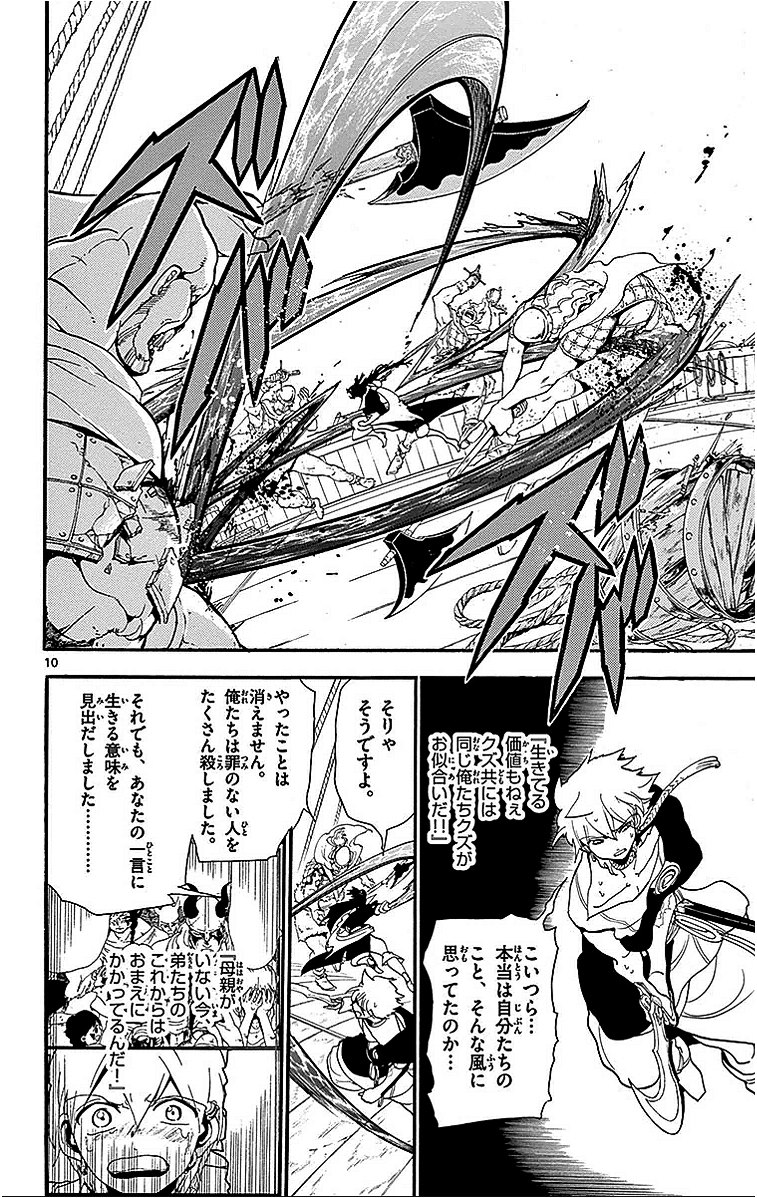 ズドドド
ズドドド
10
『生きてる
価値もねぇ
クズ共には
同じ俺たちクズが
お似合いだ!!』
こいつら…
本当は自分たちの
こと、そんな風に
思ってたのか…
そりゃ
そうですよ。
やったことは
消えません。
俺たちは罪のない人を
たくさん殺しました。
それでも、あなたの一言に
生きる意味を
見出だしました…………
『母親が
いない今、
弟たちの
これからは
おまえに
かかってるんだ!』